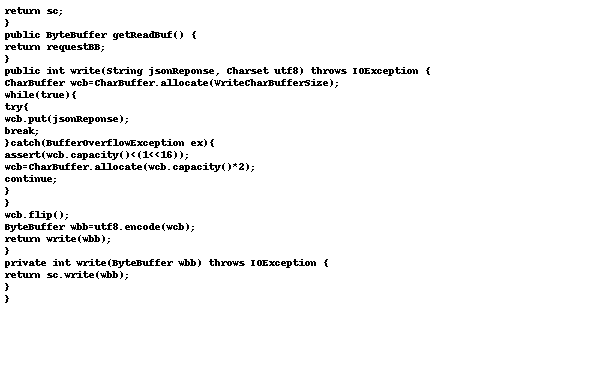 return sc;
}
public ByteBuffer getReadBuf() {
return requestBB;
}
public int write(String jsonReponse, Charset utf8) throws IOException {
CharBuffer wcb=CharBuffer.allocate(WriteCharBufferSize);
while(true){
try{
wcb.put(jsonReponse);
break;
}catch(BufferOverflowException ex){
assert(wcb.capacity()<(1<<16));
wcb=CharBuffer.allocate(wcb.capacity()*2);
continue;
}
}
wcb.flip();
ByteBuffer wbb=utf8.encode(wcb);
return write(wbb);
}
private int write(ByteBuffer wbb) throws IOException {
return sc.write(wbb);
}
}